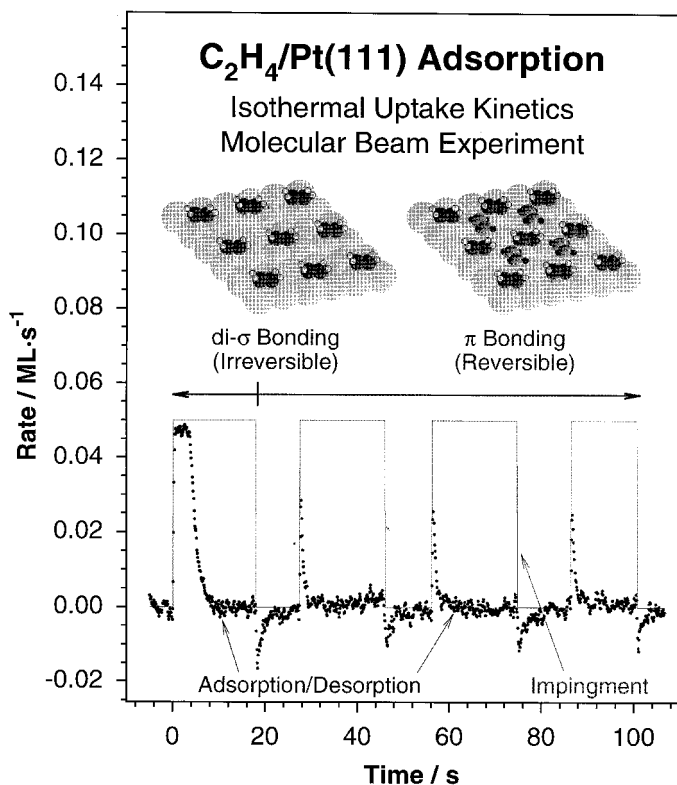 C₂H₄/Pt(111) Adsorption
Isothermal Uptake Kinetics
Molecular Beam Experiment
di-σ Bonding
(Irreversible)
π Bonding
(Reversible)
Rate / ML·s⁻¹
0.14
0.12
0.10
0.08
0.06
0.04
0.02
0.00
-0.02
Adsorption/Desorption
Impingment
0
20
40
60
80
100
Time / s